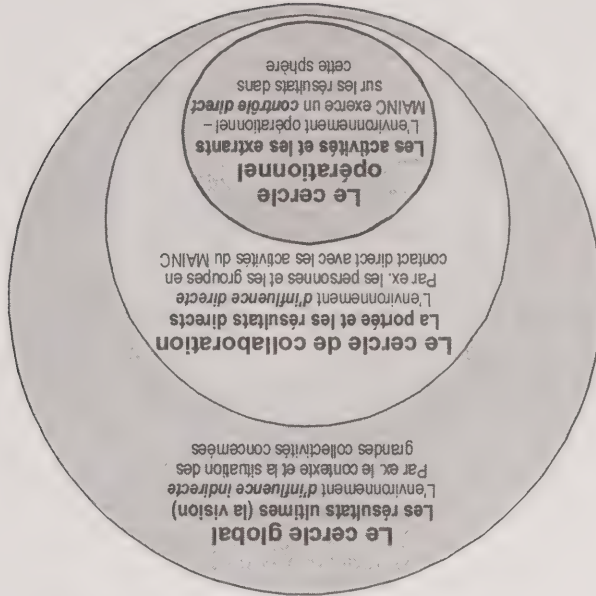 Le cercle global
Les résultats ultimes (la vision)
L'environnement d'influence indirecte
Par ex. le contexte et la situation des
grandes collectivités concernées
Le cercle de collaboration
La portée et les résultats directs
L'environnement d'influence directe
Par ex. les personnes et les groupes en
contact direct avec les activités du MAINC
Le cercle
opérationnel
Les activités et les extrants
L'environnement opérationnel –
MAINC exerce un contrôle direct
sur les résultats dans
cette sphère